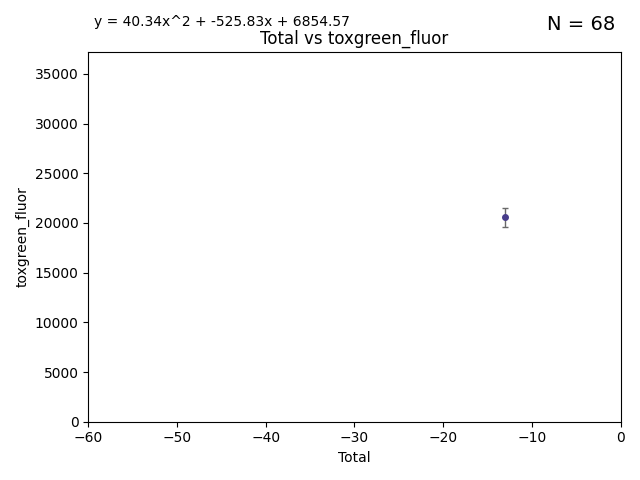 y = 40.34x^2 + -525.83x + 6854.57
N = 68
Total vs toxgreen_fluor
35000
30000
25000
20000
15000
10000
5000
0
toxgreen_fluor
−60 −50 −40 −30 −20 −10 0
Total